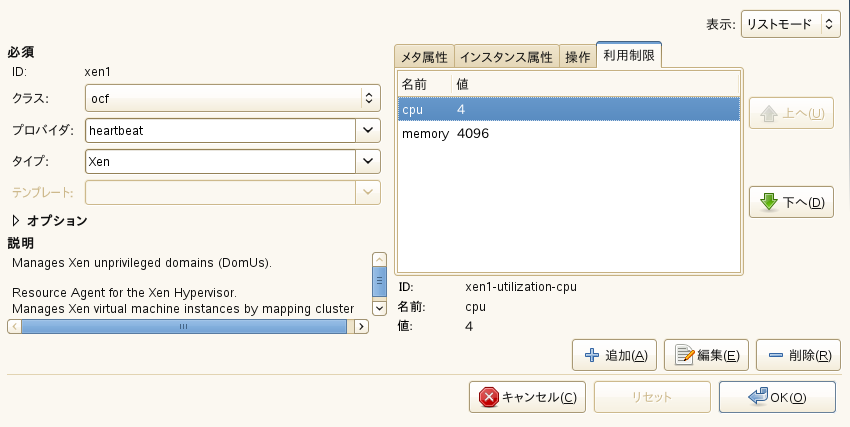 表示: リストモード
必須
ID: xen1
クラス: ocf
プロバイダ: heartbeat
タイプ: Xen
テンプレート:
オプション
説明
Manages Xen unprivileged domains (DomUs).
Resource Agent for the Xen Hypervisor.
Manages Xen virtual machine instances by mapping cluster
メタ属性 インスタンス属性 操作 利用制限
名前 値
cpu 4
memory 4096
上へ(U)
下へ(D)
ID: xen1-utilization-cpu
名前: cpu
値: 4
追加(A) 編集(E) 削除(R)
キャンセル(C) リセット OK(O)